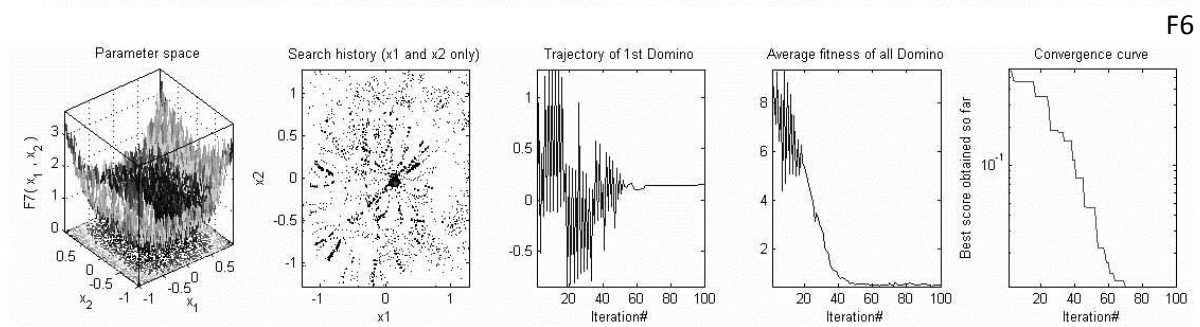 F6
Parameter space
Search history (x1 and x2 only)
Trajectory of 1st Domino
Average fitness of all Domino
Convergence curve
F7( x₁ , x₂ )
3
2
1
0
0.5
0
-0.5
-1
x₂
-1
-0.5
0
0.5
x₁
x2
1
0.5
0
-0.5
-1
-1
0
1
x1
1
0.5
0
-0.5
20
40
60
80
100
Iteration#
8
6
4
2
20
40
60
80
100
Iteration#
Best score obtained so far
10⁻¹
20
40
60
80
100
Iteration#